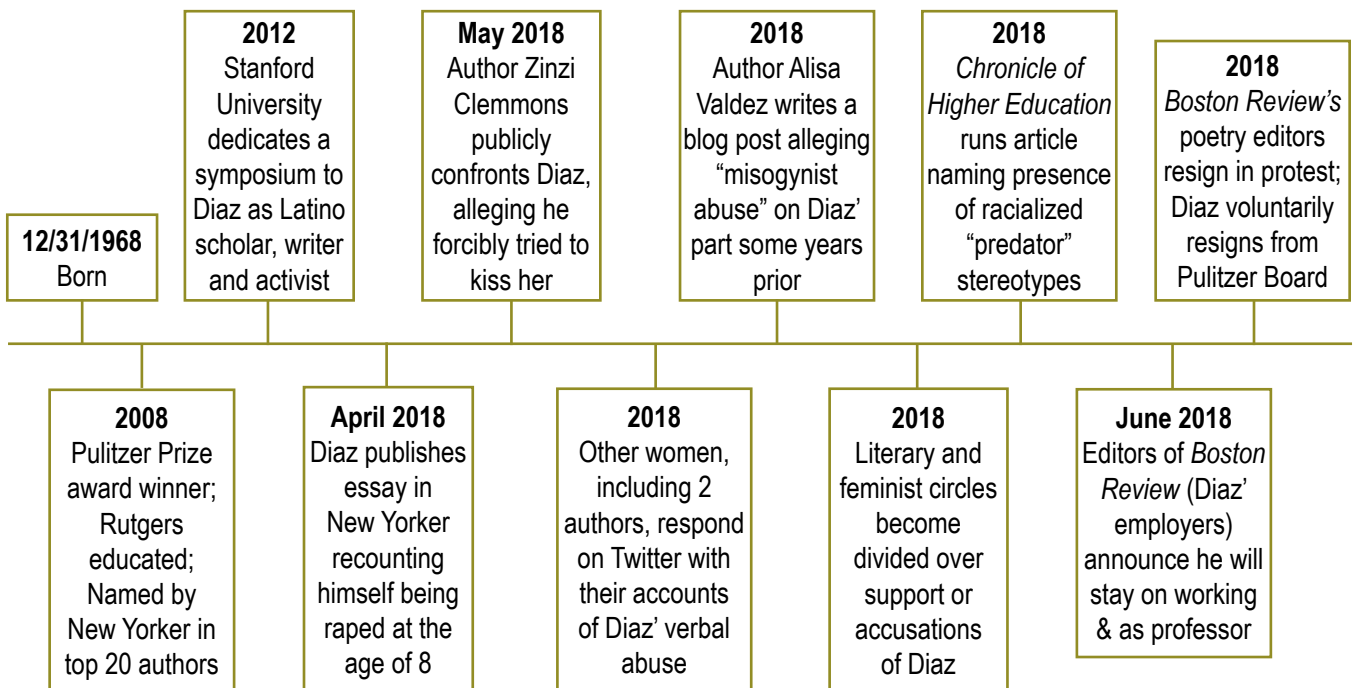 12/31/1968
Born
2008
Pulitzer Prize
award winner;
Rutgers
educated;
Named by
New Yorker in
top 20 authors
2012
Stanford
University
dedicates a
symposium to
Diaz as Latino
scholar, writer
and activist
April 2018
Diaz publishes
essay in
New Yorker
recounting
himself being
raped at the
age of 8
May 2018
Author Zinzi
Clemmons
publicly
confronts Diaz,
alleging he
forcibly tried to
kiss her
2018
Other women,
including 2
authors, respond
on Twitter with
their accounts
of Diaz’ verbal
abuse
2018
Author Alisa
Valdez writes a
blog post alleging
“misogynist
abuse” on Diaz’
part some years
prior
2018
Literary and
feminist circles
become
divided over
support or
accusations
of Diaz
2018
Chronicle of
Higher Education
runs article
naming presence
of racialized
“predator”
stereotypes
June 2018
Editors of Boston
Review (Diaz’
employers)
announce he will
stay on working
& as professor
2018
Boston Review’s
poetry editors
resign in protest;
Diaz voluntarily
resigns from
Pulitzer Board